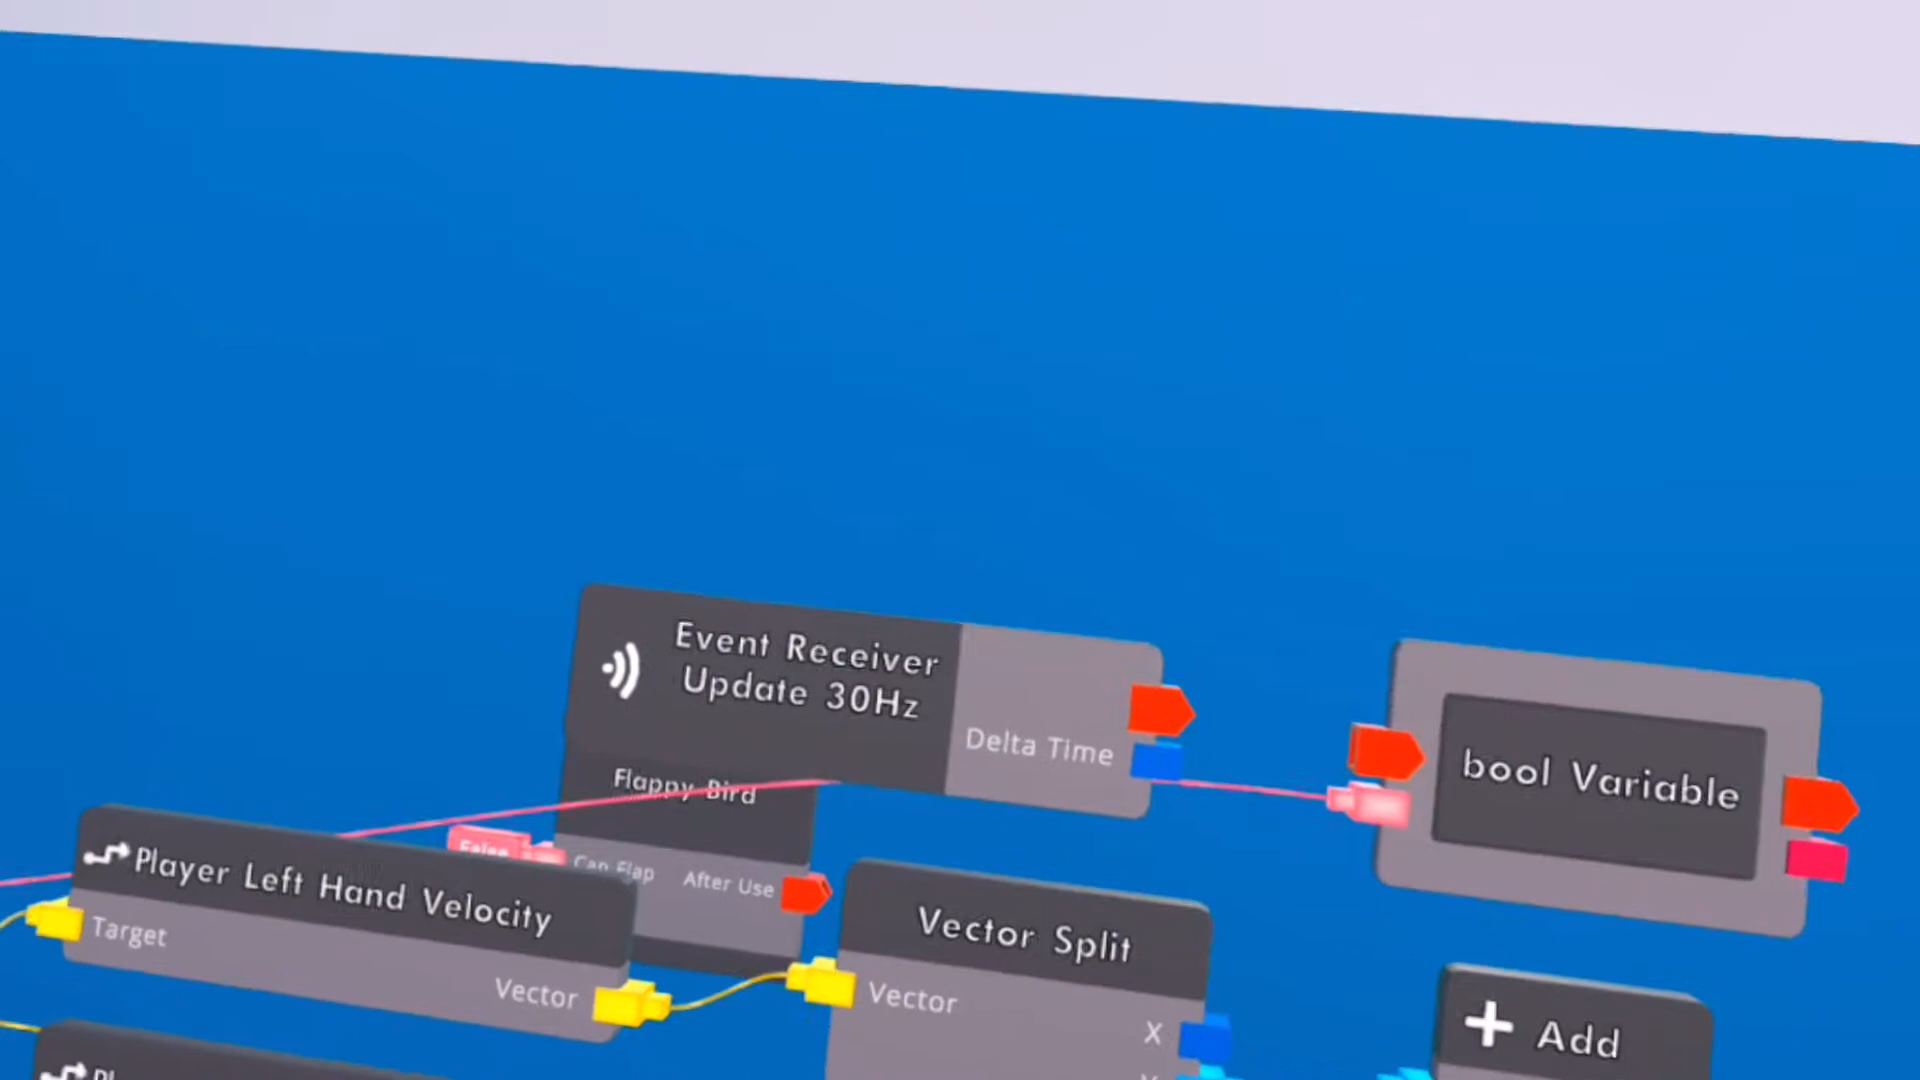 Event Receiver
Update 30Hz
Delta Time
bool Variable
Flappy Bird
False
Can Flap
After Use
Player Left Hand Velocity
Target
Vector
Vector Split
Vector
X
Add